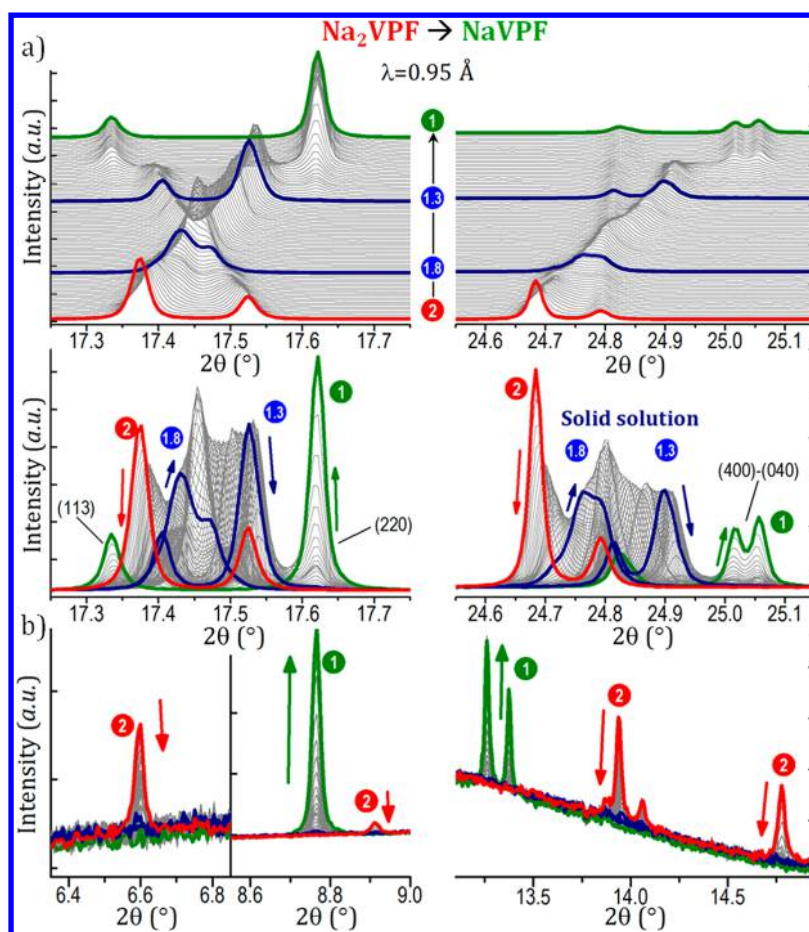 Na₂VPF → NaVPF
a)
λ=0.95 Å
Intensity (a.u.)
1
1.3
1.8
2
17.3 17.4 17.5 17.6 17.7
2θ (°)
24.6 24.7 24.8 24.9 25.0 25.1
2θ (°)
Intensity (a.u.)
2
1.8
1.3
1
(113)
(220)
17.3 17.4 17.5 17.6 17.7
2θ (°)
2
Solid solution
1.8
1.3
(400)-(040)
1
24.6 24.7 24.8 24.9 25.0
2θ (°)
b)
Intensity (a.u.)
2
6.4 6.6 6.8
2θ (°)
1
2
8.6 8.8 9.0
2θ (°)
1
2
2
13.5 14.0 14.5
2θ (°)